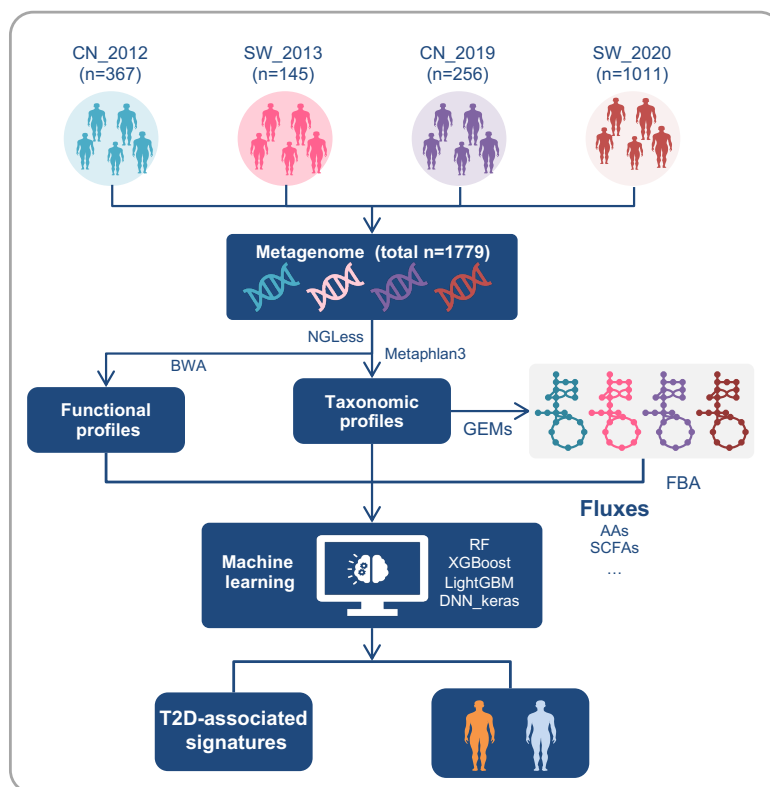 CN_2012
(n=367)
SW_2013
(n=145)
CN_2019
(n=256)
SW_2020
(n=1011)
Metagenome (total n=1779)
NGLess
BWA
Metaphlan3
Functional
profiles
Taxonomic
profiles
GEMs
FBA
Fluxes
AAs
SCFAs
...
Machine
learning
RF
XGBoost
LightGBM
DNN_keras
T2D-associated
signatures